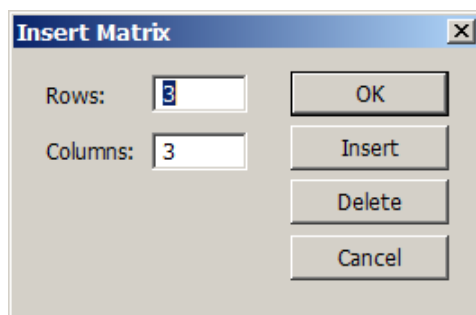 Insert Matrix
Rows: 3 OK
Columns: 3 Insert
Delete
Cancel